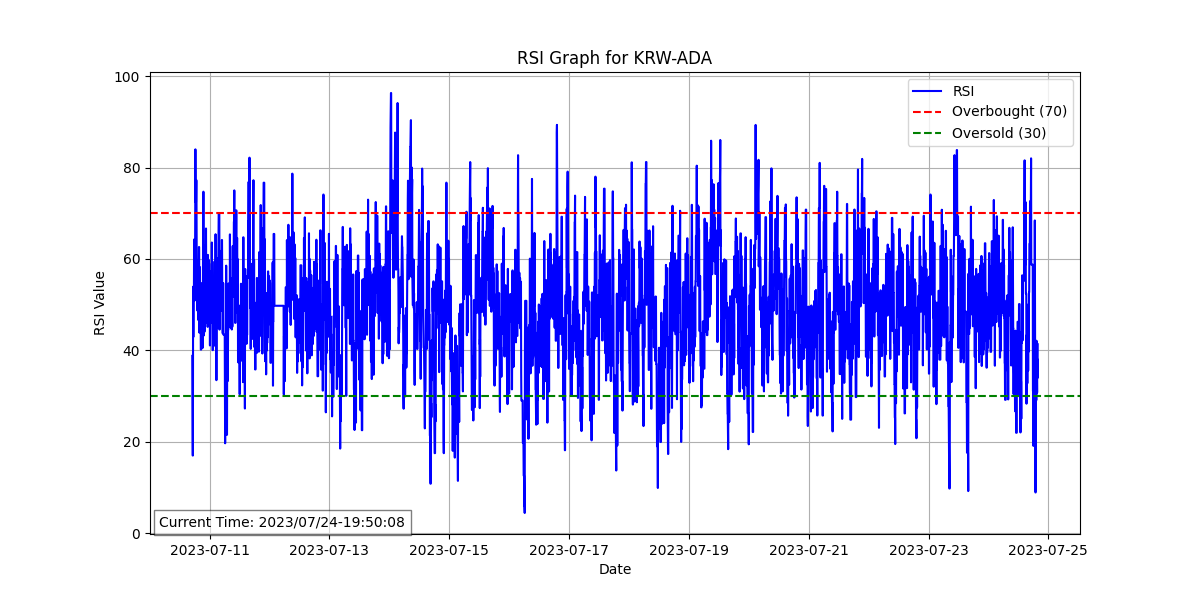 RSI Graph for KRW-ADA
RSI
Overbought (70)
Oversold (30)
100
80
60
40
20
0
RSI Value
Current Time: 2023/07/24-19:50:08
2023-07-11 2023-07-13 2023-07-15 2023-07-17 2023-07-19 2023-07-21 2023-07-23 2023-07-25
Date